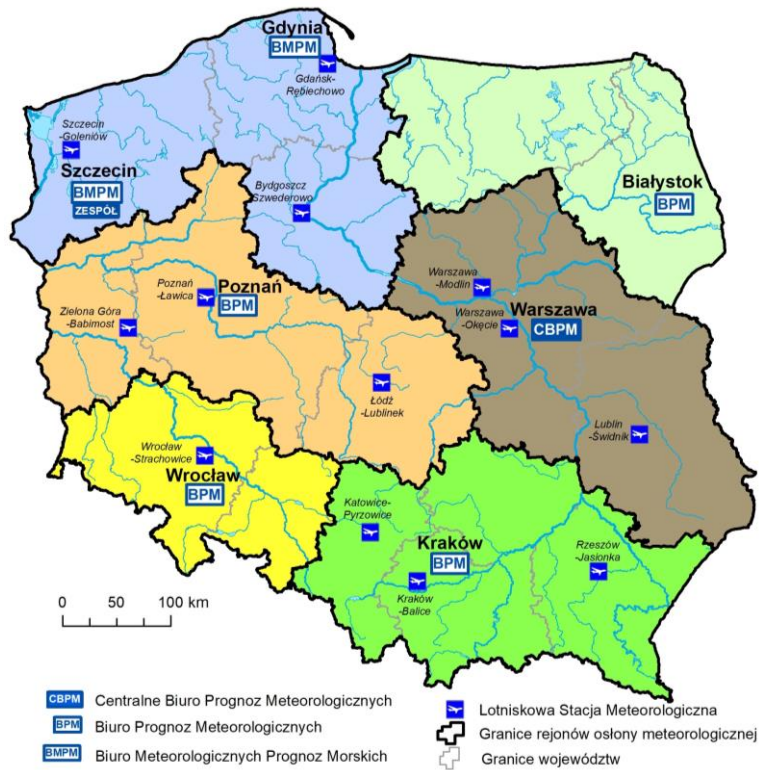 Gdynia
BMPM
Gdańsk-
Rębiechowo
Szczecin
-Goleniów
Szczecin
BMPM
ZESPÓŁ
Bydgoszcz
Szwederowo
Białystok
BPM
Poznań
-Ławica
Poznań
BPM
Zielona Góra
-Babimost
Warszawa
-Modlin
Warszawa
-Okęcie
Warszawa
CBPM
Łódź
-Lublinek
Lublin
-Świdnik
Wrocław
-Strachowice
Wrocław
BPM
Katowice-
Pyrzowice
Kraków
BPM
Kraków
-Balice
Rzeszów
-Jasionka
0 50 100 km
CBPM Centralne Biuro Prognoz Meteorologicznych
BPM Biuro Prognoz Meteorologicznych
BMPM Biuro Meteorologicznych Prognoz Morskich
Lotniskowa Stacja Meteorologiczna
Granice rejonów osłony meteorologicznej
Granice województw